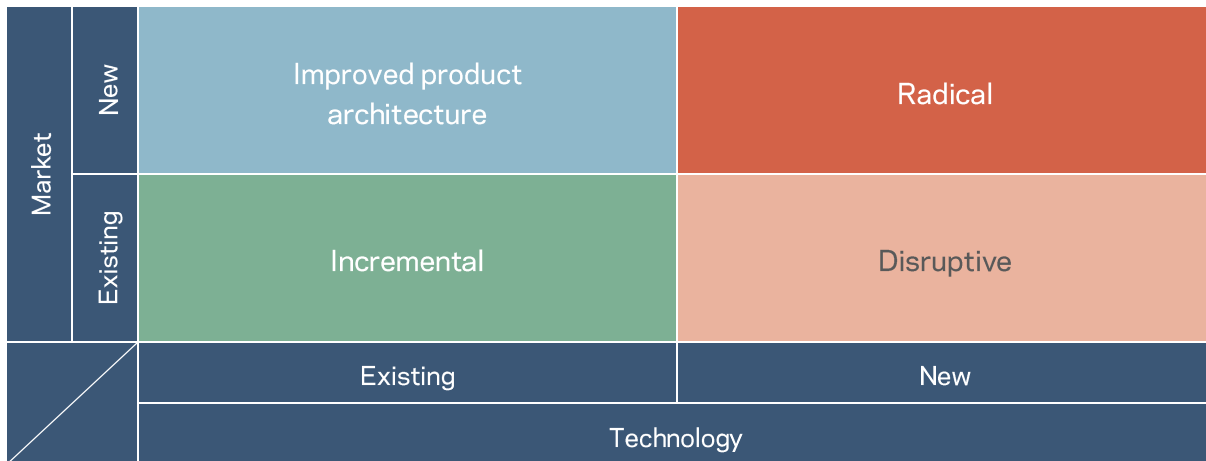 Market
New
Improved product
architecture
Radical
Existing
Incremental
Disruptive
Existing
New
Technology